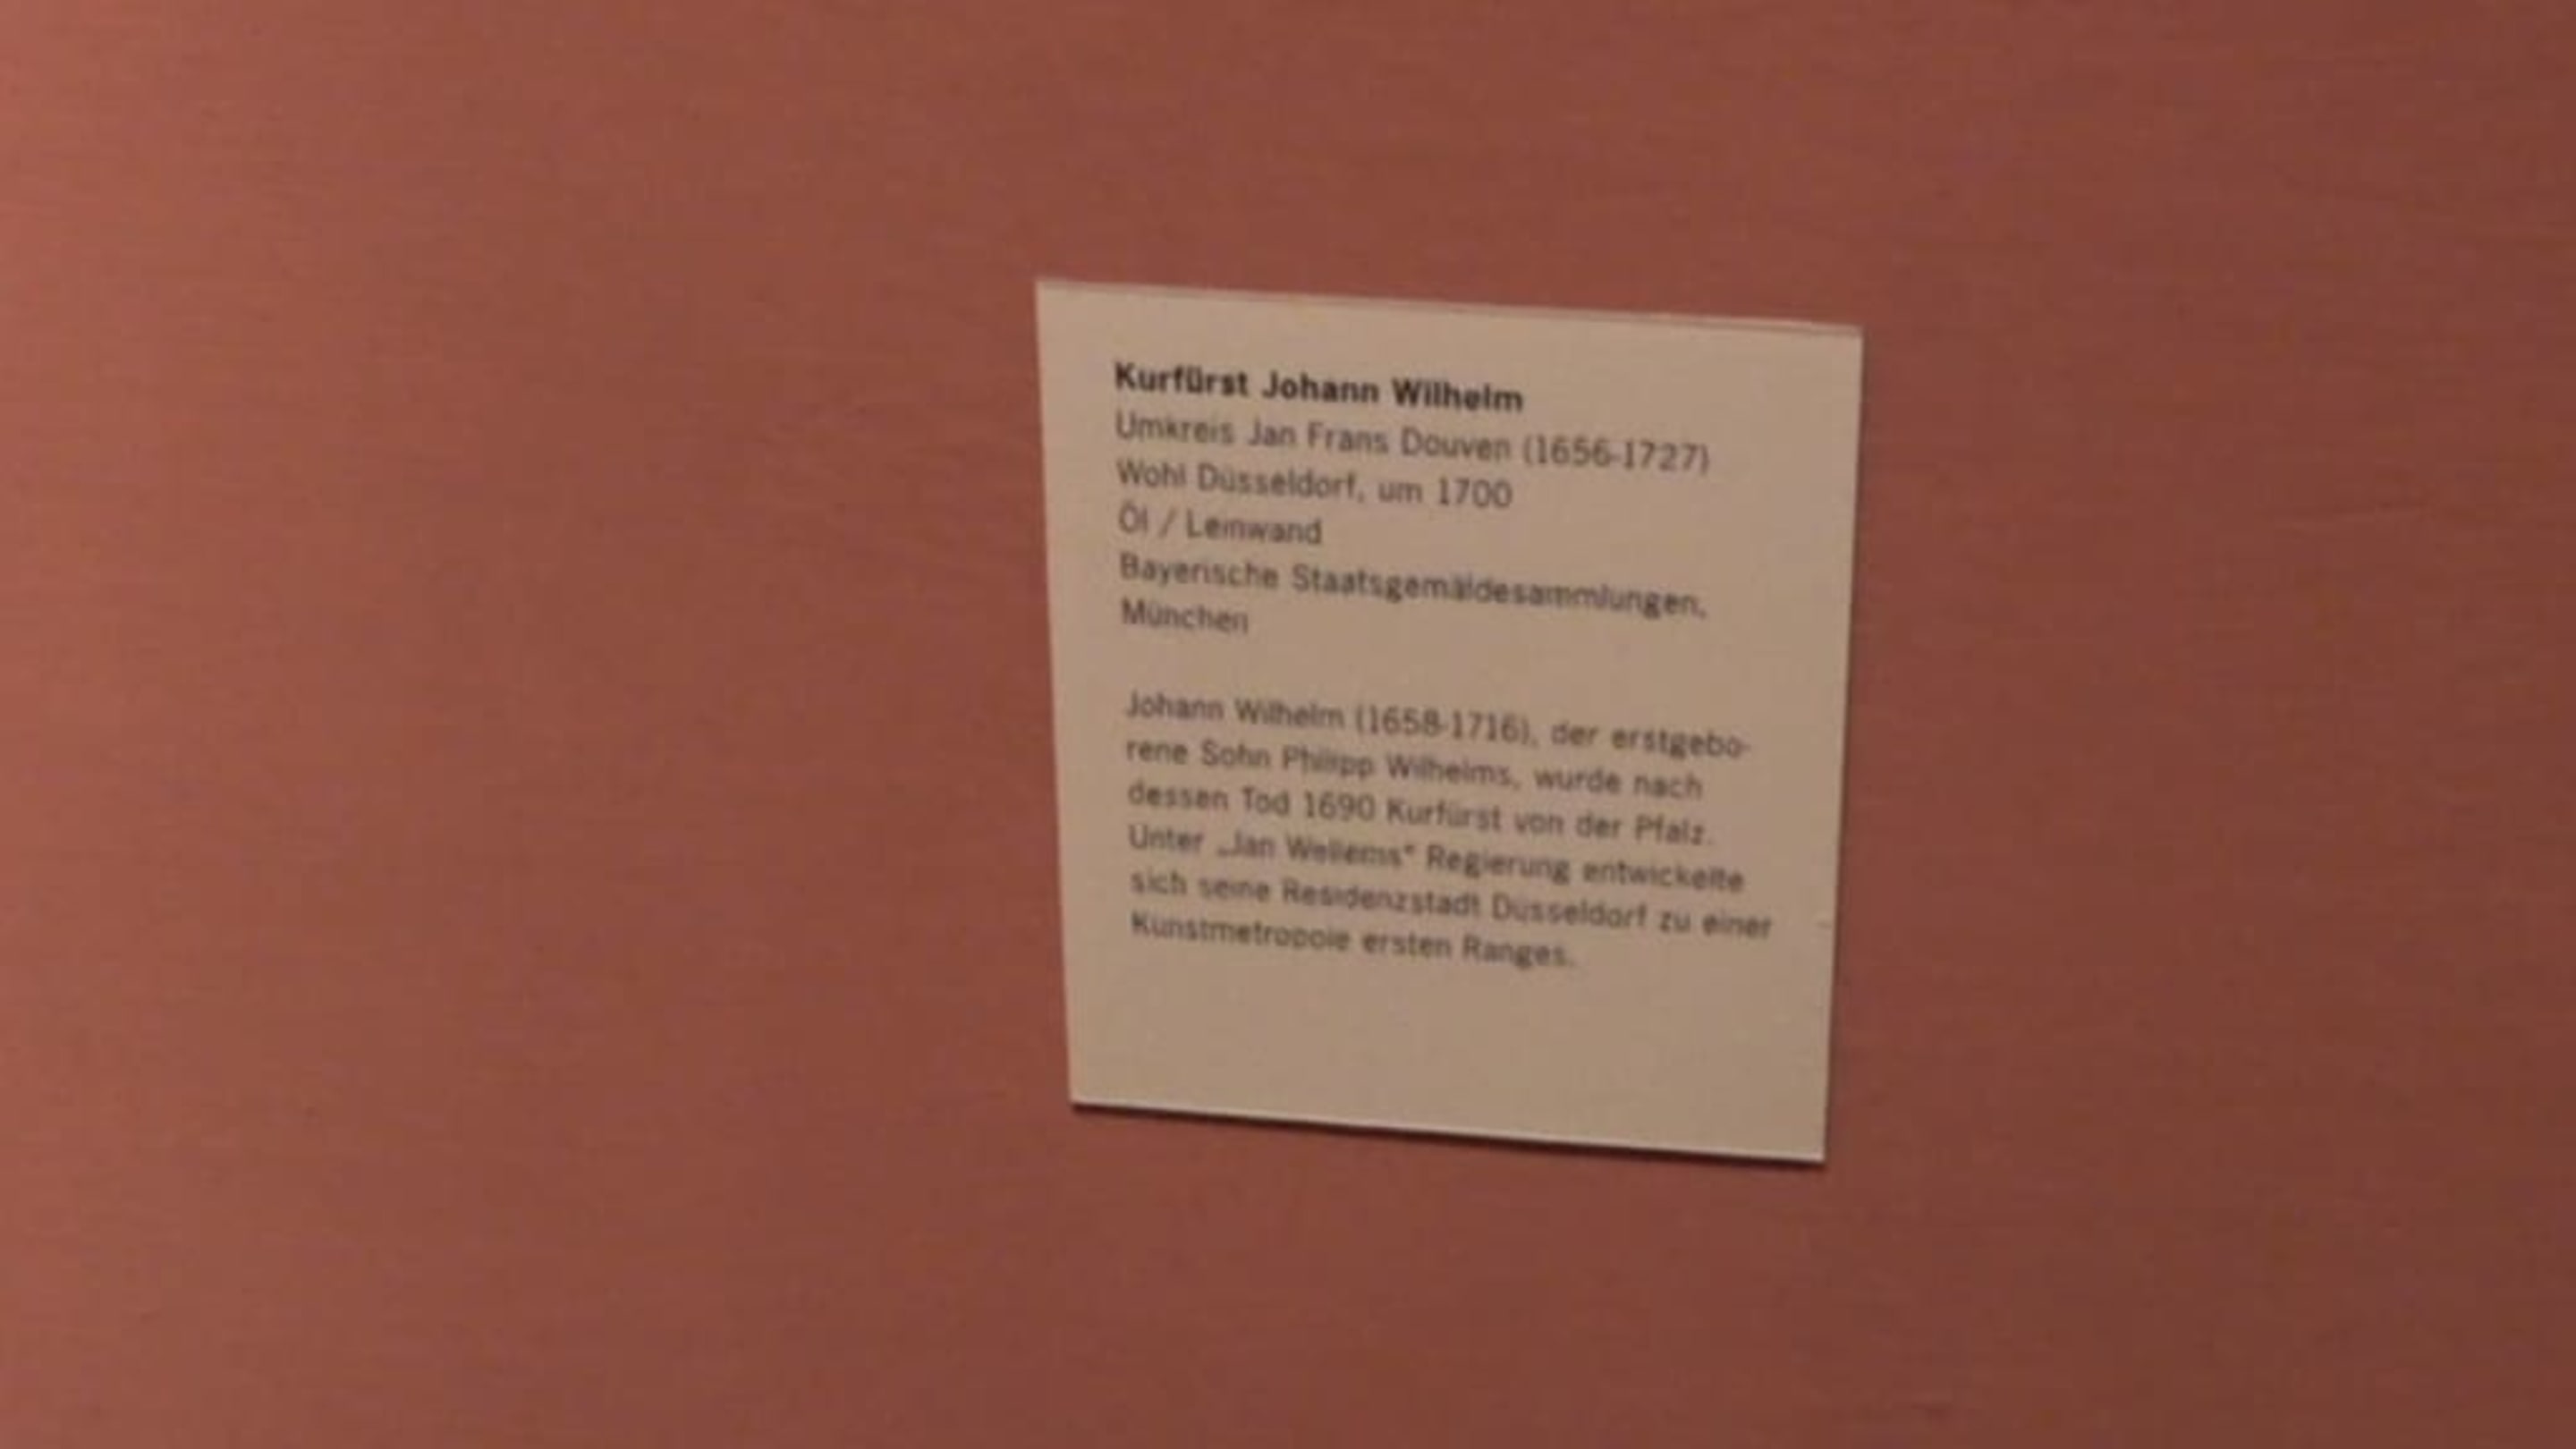 Kurfürst Johann Wilhelm
Umkreis Jan Frans Douven (1656-1727)
Wohl Düsseldorf, um 1700
Öl / Leinwand
Bayerische Staatsgemäldesammlungen,
München
Johann Wilhelm (1658-1716), der erstgebo-
rene Sohn Philipp Wilhelms, wurde nach
dessen Tod 1690 Kurfürst von der Pfalz.
Unter „Jan Wellems“ Regierung entwickelte
sich seine Residenzstadt Düsseldorf zu einer
Kunstmetropole ersten Ranges.